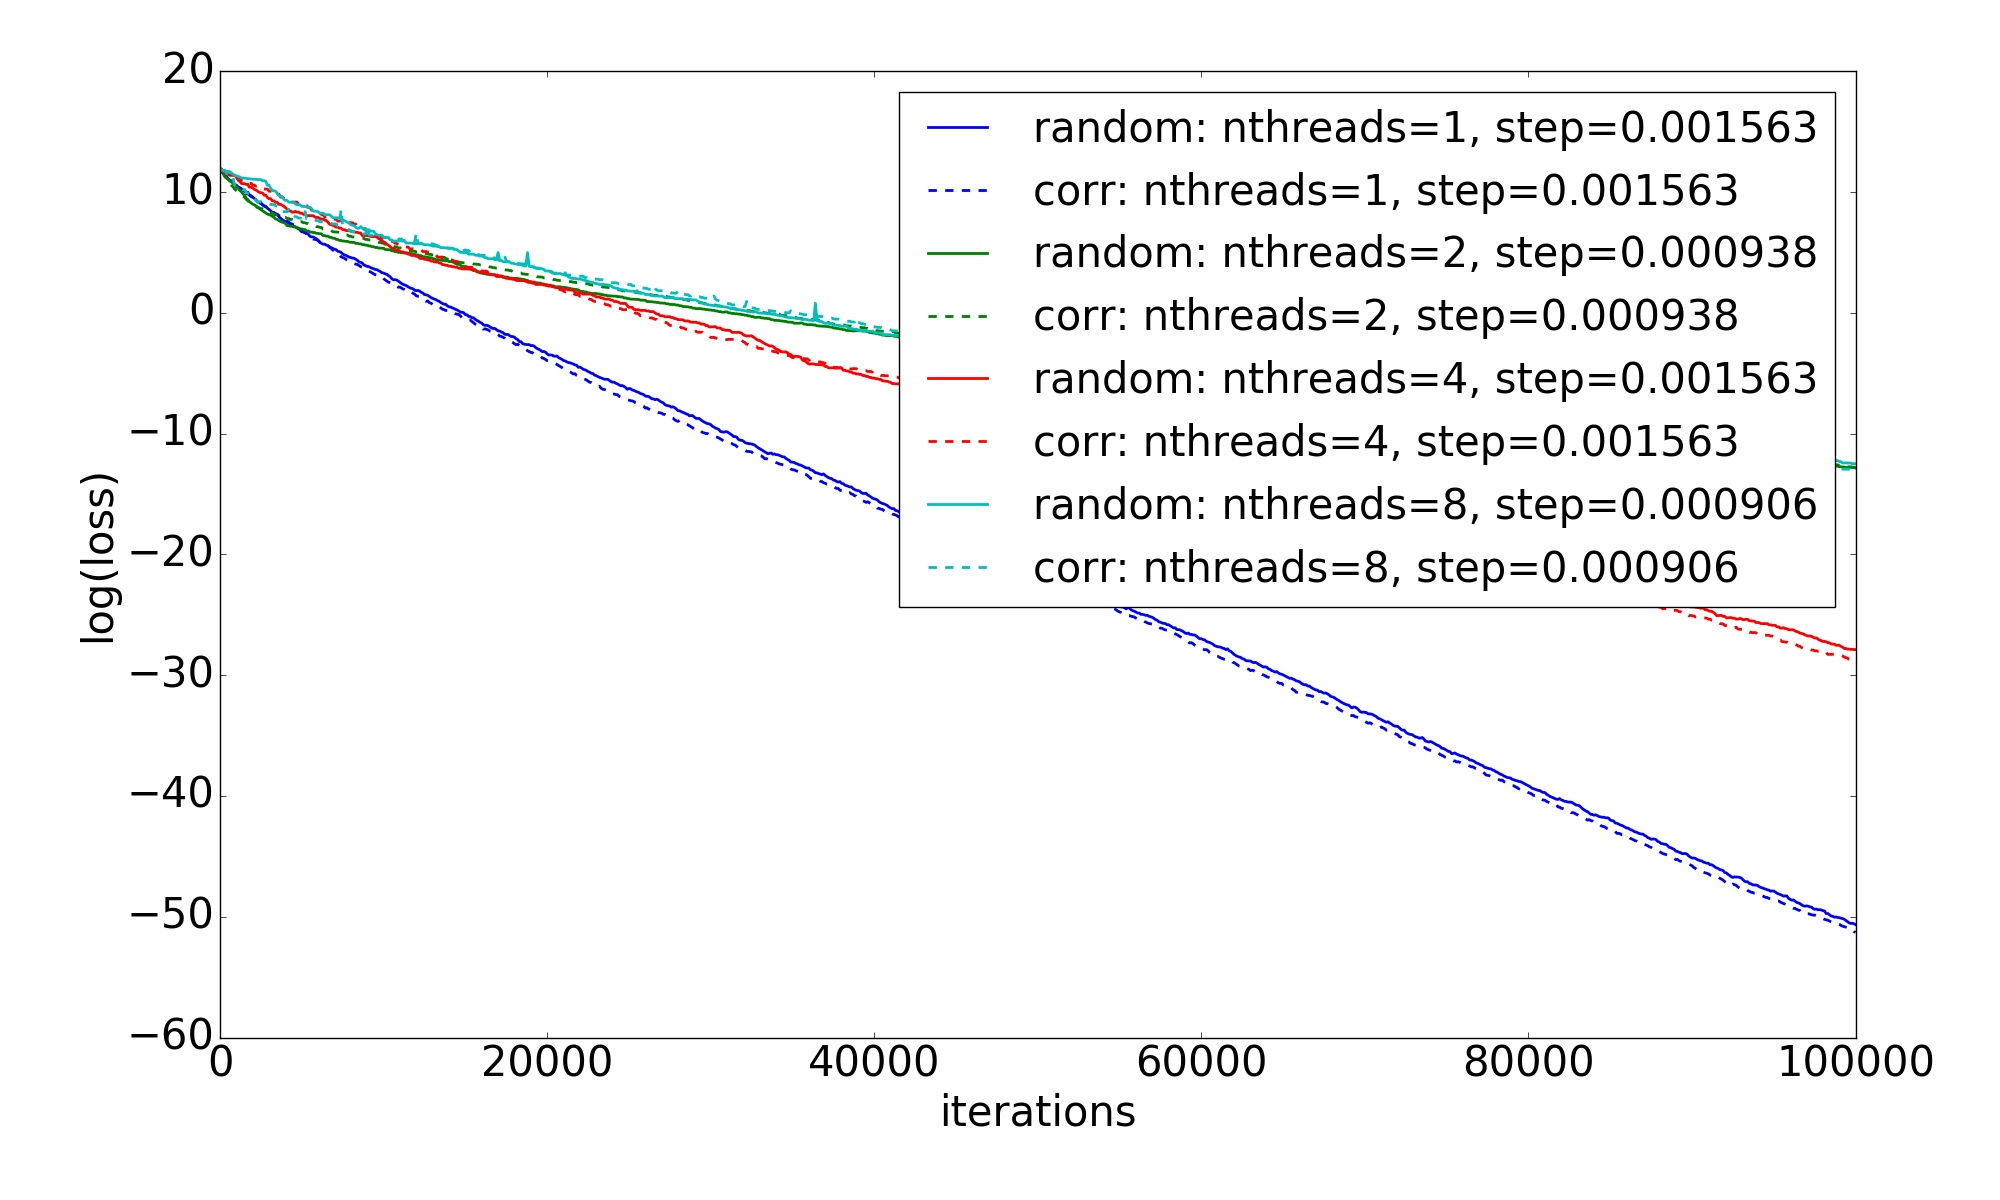 20
10
0
−10
−20
−30
−40
−50
−60
log(loss)
random: nthreads=1, step=0.001563
corr: nthreads=1, step=0.001563
random: nthreads=2, step=0.000938
corr: nthreads=2, step=0.000938
random: nthreads=4, step=0.001563
corr: nthreads=4, step=0.001563
random: nthreads=8, step=0.000906
corr: nthreads=8, step=0.000906
0 20000 40000 60000 80000 100000
iterations